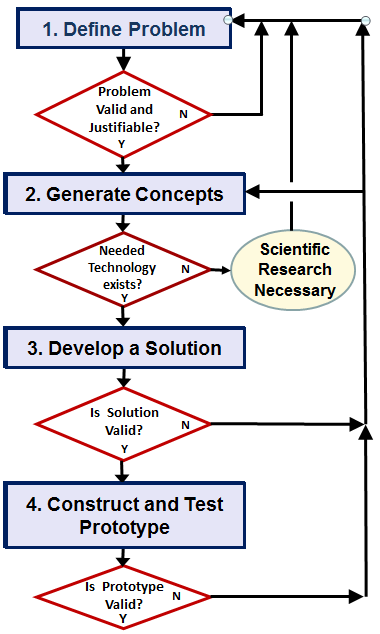 1. Define Problem
Problem
Valid and
Justifiable?
N
Y
2. Generate Concepts
Needed
Technology
exists?
N
Y
Scientific
Research
Necessary
3. Develop a Solution
Is Solution
Valid?
N
Y
4. Construct and Test
Prototype
Is Prototype
Valid?
N
Y